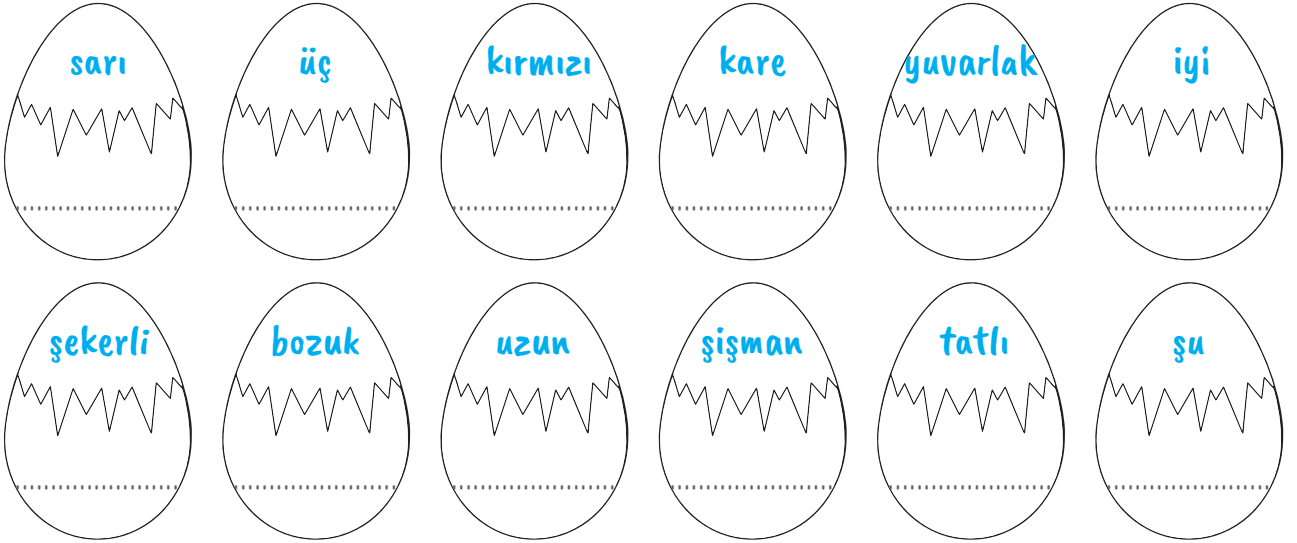 sarı üç kırmızı kare yuvarlak iyi
şekerli bozuk uzun şişman tatlı şu